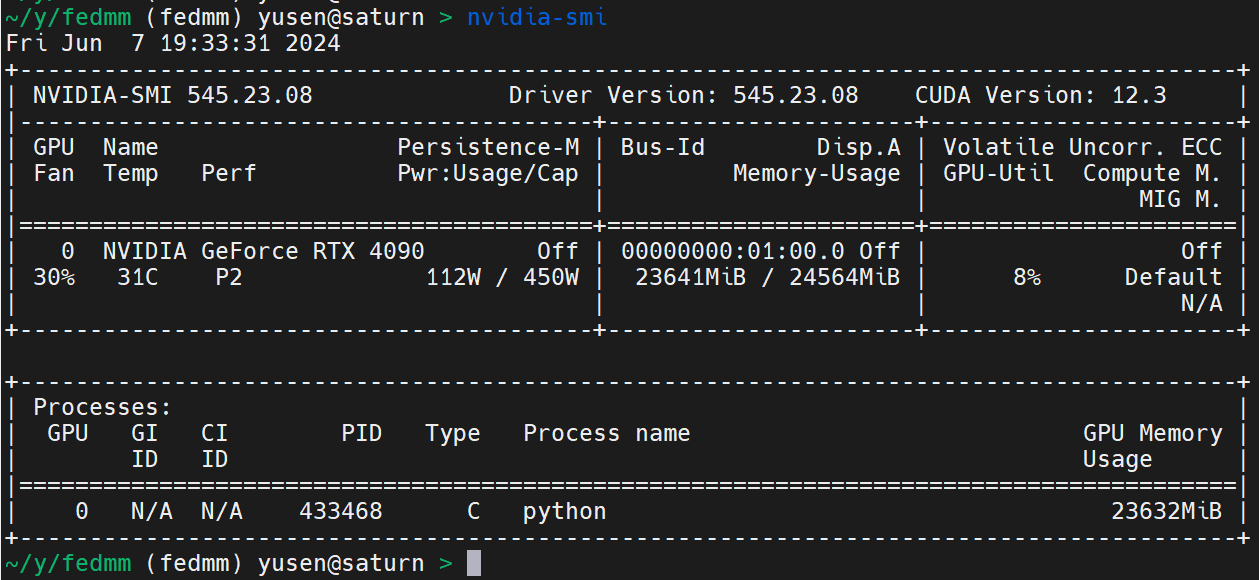 ~/y/fedmm (fedmm) yusen@saturn > nvidia-smi
Fri Jun  7 19:33:31 2024
+---------------------------------------------------------------------------------------+
| NVIDIA-SMI 545.23.08              Driver Version: 545.23.08    CUDA Version: 12.3     |
|-----------------------------------------+----------------------+----------------------+
| GPU  Name                 Persistence-M | Bus-Id        Disp.A | Volatile Uncorr. ECC |
| Fan  Temp   Perf          Pwr:Usage/Cap |         Memory-Usage | GPU-Util  Compute M. |
|                                         |                      |               MIG M. |
|=========================================+======================+======================|
|   0  NVIDIA GeForce RTX 4090        Off | 00000000:01:00.0 Off |                  Off |
| 30%   31C    P2             112W / 450W |  23641MiB / 24564MiB |      8%      Default |
|                                         |                      |                  N/A |
+-----------------------------------------+----------------------+----------------------+

+---------------------------------------------------------------------------------------+
| Processes:                                                                            |
|  GPU   GI   CI        PID   Type   Process name                            GPU Memory |
|        ID   ID                                                             Usage      |
|=======================================================================================|
|    0   N/A  N/A    433468      C   python                                    23632MiB |
+---------------------------------------------------------------------------------------+
~/y/fedmm (fedmm) yusen@saturn >